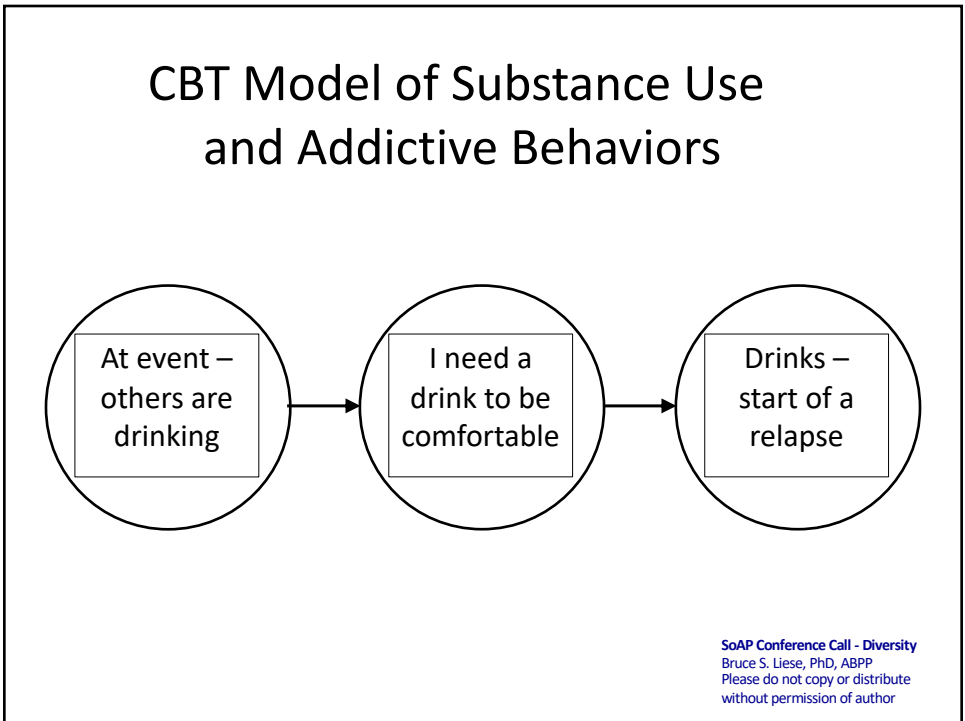 CBT Model of Substance Use
and Addictive Behaviors
At event –
others are
drinking
I need a
drink to be
comfortable
Drinks –
start of a
relapse
SoAP Conference Call - Diversity
Bruce S. Liese, PhD, ABPP
Please do not copy or distribute
without permission of author